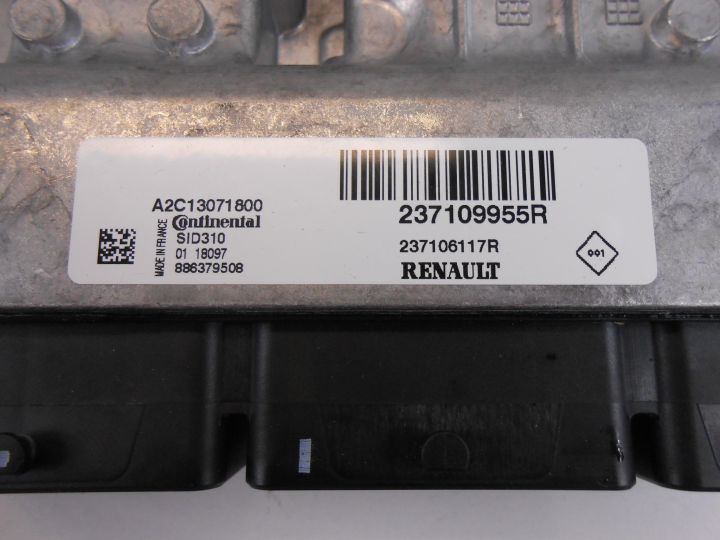 A2C13071800
Continental
SID310
01 18097
886379508
MADE IN FRANCE
237109955R
237106117R
RENAULT
001